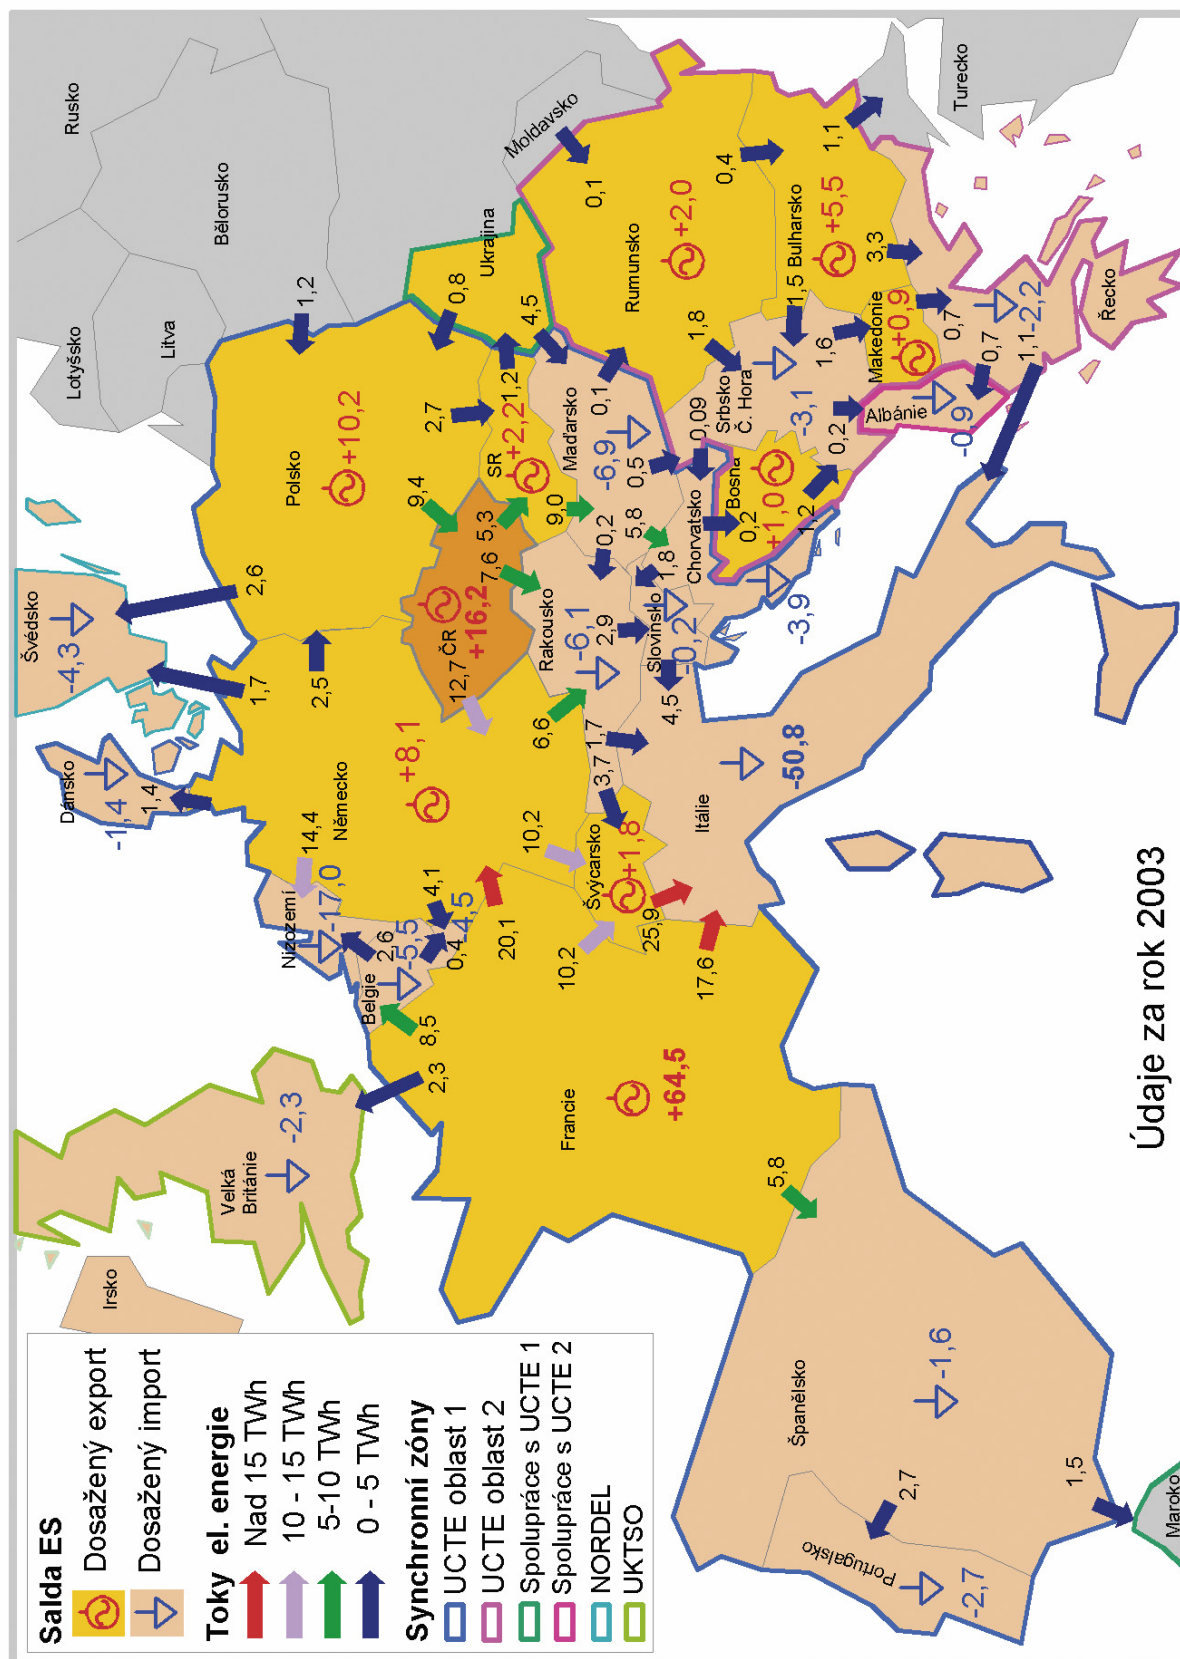 Salda ES
Dosažený export
Dosažený import
Toky el. energie
Nad 15 TWh
10 - 15 TWh
5-10 TWh
0 - 5 TWh
Synchronní zóny
UCTE oblast 1
UCTE oblast 2
Spolupráce s UCTE 1
Spolupráce s UCTE 2
NORDEL
UKTSO
Irsko
Velká
Británie
-2,3
2,3
Dánsko
-1,4
1,4
Švédsko
-4,3
1,7
2,6
Lotyšsko
Litva
Rusko
Bělorusko
1,2
Nizozemí
-17,0
14,4
Německo
+8,1
2,5
Polsko
+10,2
9,4
2,7
0,8
Ukrajina
Moldavsko
Belgie
-5,5
2,6
8,5
0,4
-4,5
4,1
20,1
12,7
ČR
+16,2
7,6
5,3
SR
+2,2
1,2
4,5
0,1
Francie
+64,5
10,2
10,2
Švýcarsko
+1,8
25,9
17,6
3,7
1,7
6,6
Rakousko
-6,1
2,9
0,2
9,0
Maďarsko
-6,9
0,1
0,5
5,8
1,8
Slovinsko
-0,2
4,5
Chorvatsko
-3,9
0,09
0,2
Bosna
+1,0
1,2
Rumunsko
+2,0
1,8
0,4
Srbsko
Č. Hora
-3,1
1,5
1,6
0,2
Bulharsko
+5,5
1,1
3,3
Turecko
Makedonie
+0,9
0,7
Albánie
-0,9
0,7
1,1
-2,2
Řecko
Itálie
-50,8
5,8
Španělsko
-1,6
2,7
Portugalsko
-2,7
1,5
Maroko
Údaje za rok 2003